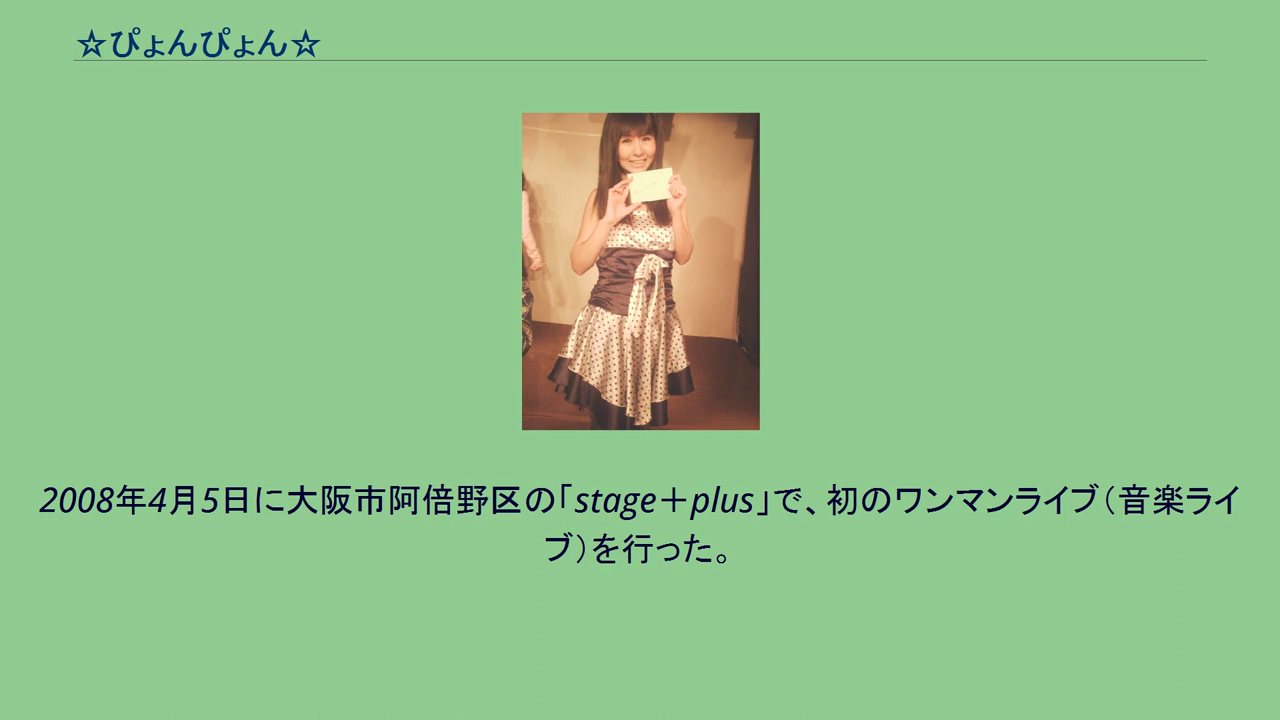 ☆ぴょんぴょん☆
2008年4月5日に大阪市阿倍野区の「stage＋plus」で、初のワンマンライブ（音楽ライ
ブ）を行った。